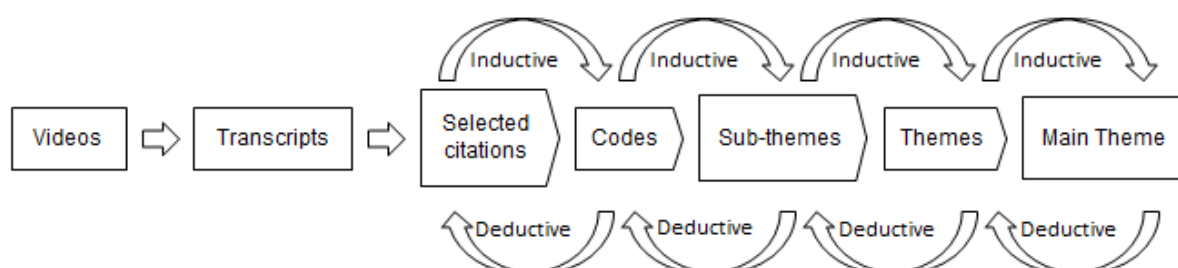 Inductive
Inductive
Inductive
Inductive
Videos
Transcripts
Selected
citations
Codes
Sub-themes
Themes
Main Theme
Deductive
Deductive
Deductive
Deductive